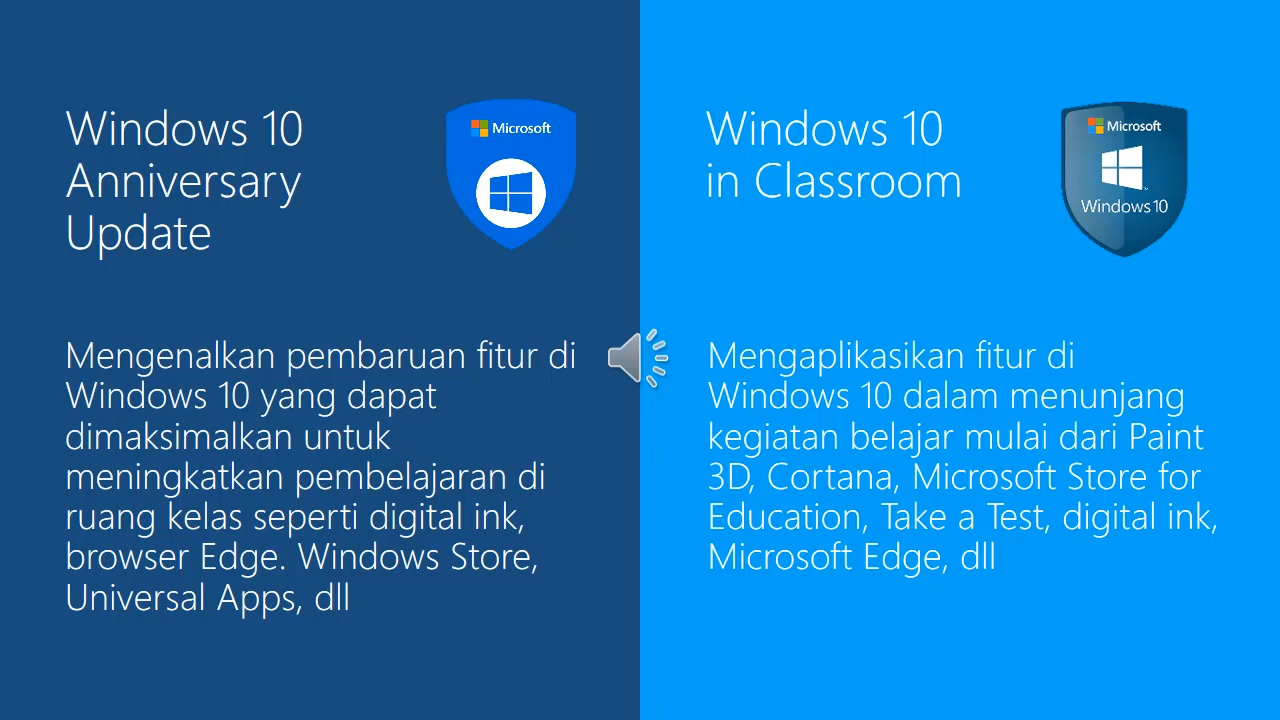 Windows 10
Anniversary
Update
Microsoft
Mengenalkan pembaruan fitur di
Windows 10 yang dapat
dimaksimalkan untuk
meningkatkan pembelajaran di
ruang kelas seperti digital ink,
browser Edge. Windows Store,
Universal Apps, dll
Windows 10
in Classroom
Microsoft
Windows 10
Mengaplikasikan fitur di
Windows 10 dalam menunjang
kegiatan belajar mulai dari Paint
3D, Cortana, Microsoft Store for
Education, Take a Test, digital ink,
Microsoft Edge, dll